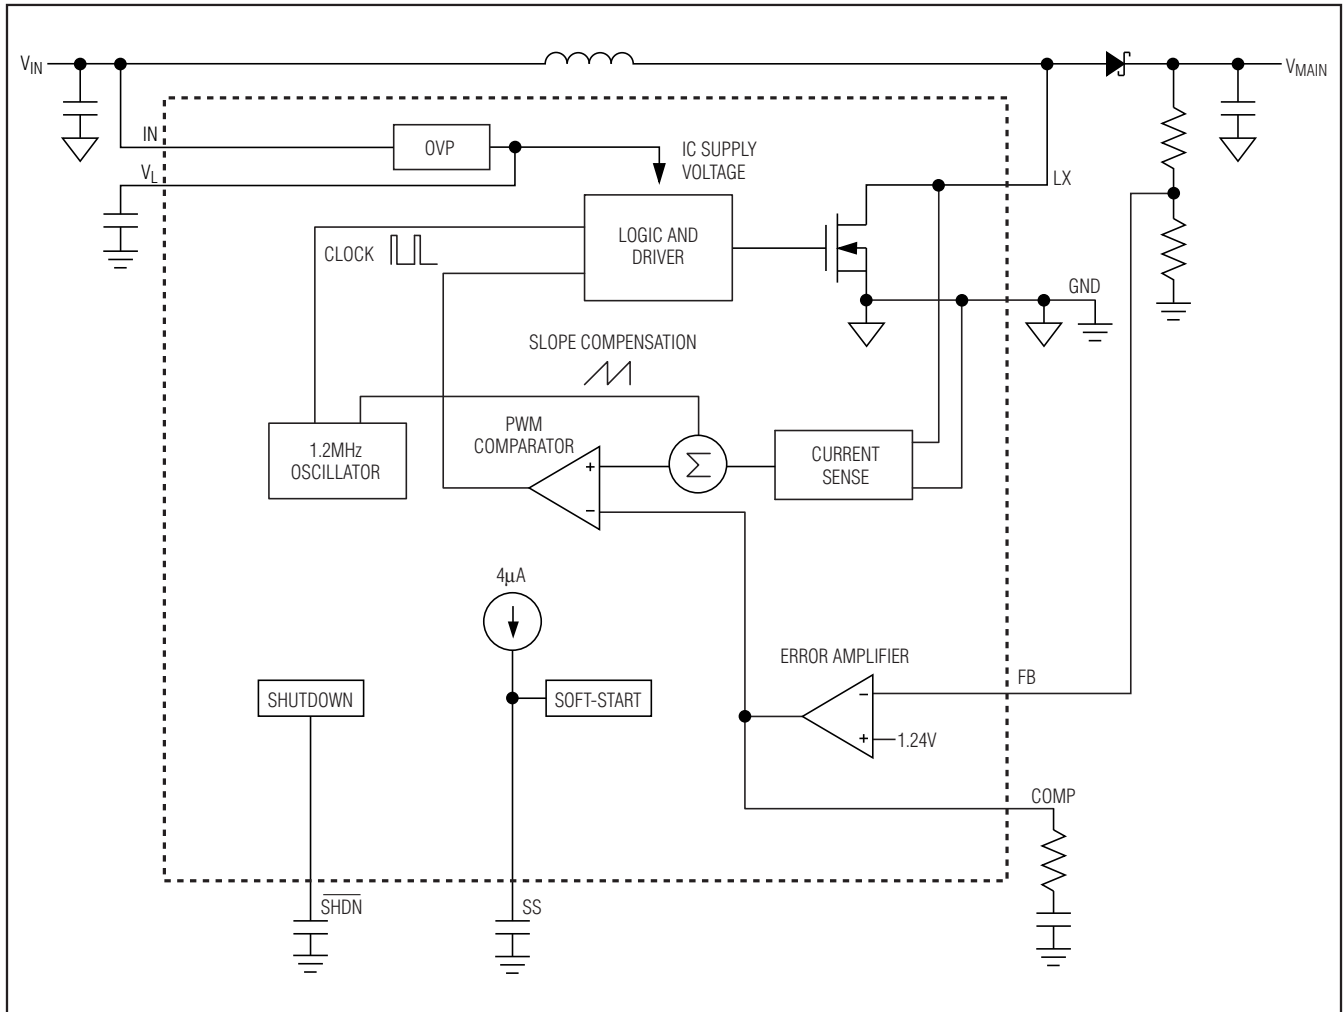 VIN
VMAIN
IN
OVP
IC SUPPLY
VOLTAGE
VL
LX
LOGIC AND
DRIVER
CLOCK
GND
SLOPE COMPENSATION
PWM
COMPARATOR
1.2MHz
OSCILLATOR
+
Σ
CURRENT
SENSE
−
4µA
ERROR AMPLIFIER
FB
SHUTDOWN
SOFT-START
−
+
1.24V
COMP
SHDN
SS